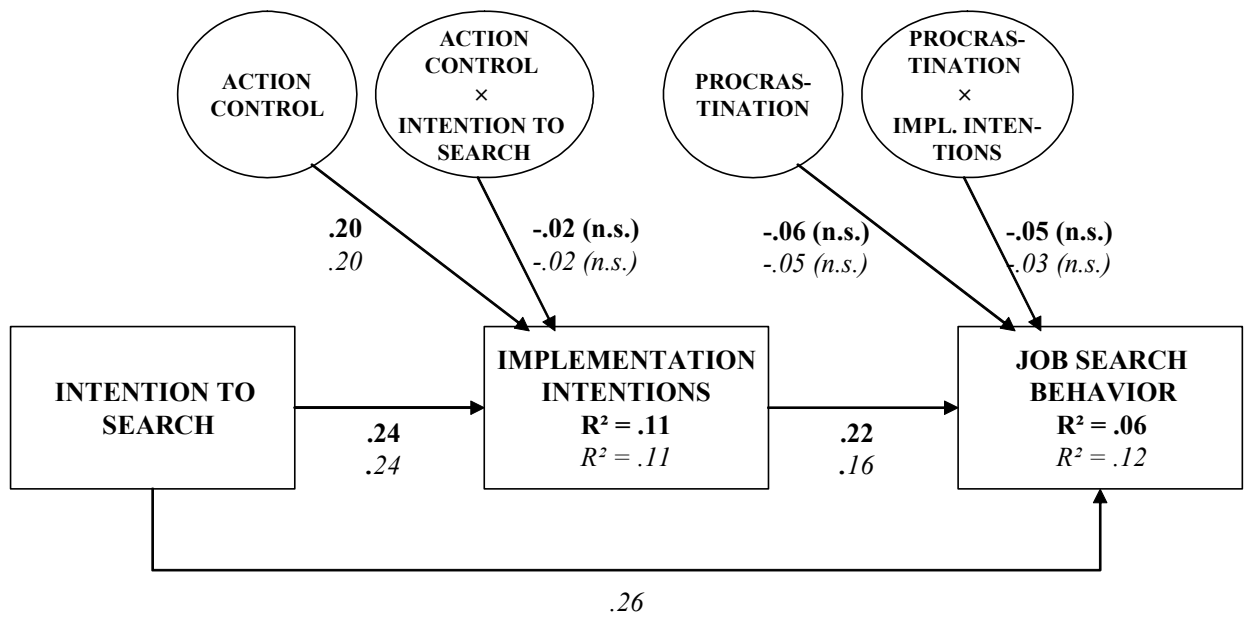 ACTION
CONTROL
ACTION
CONTROL
×
INTENTION TO
SEARCH
PROCRAS-
TINATION
PROCRAS-
TINATION
×
IMPL. INTEN-
TIONS
.20
.20
-.02 (n.s.)
-.02 (n.s.)
-.06 (n.s.)
-.05 (n.s.)
-.05 (n.s.)
-.03 (n.s.)
INTENTION TO
SEARCH
.24
.24
IMPLEMENTATION
INTENTIONS
R² = .11
R² = .11
.22
.16
JOB SEARCH
BEHAVIOR
R² = .06
R² = .12
.26